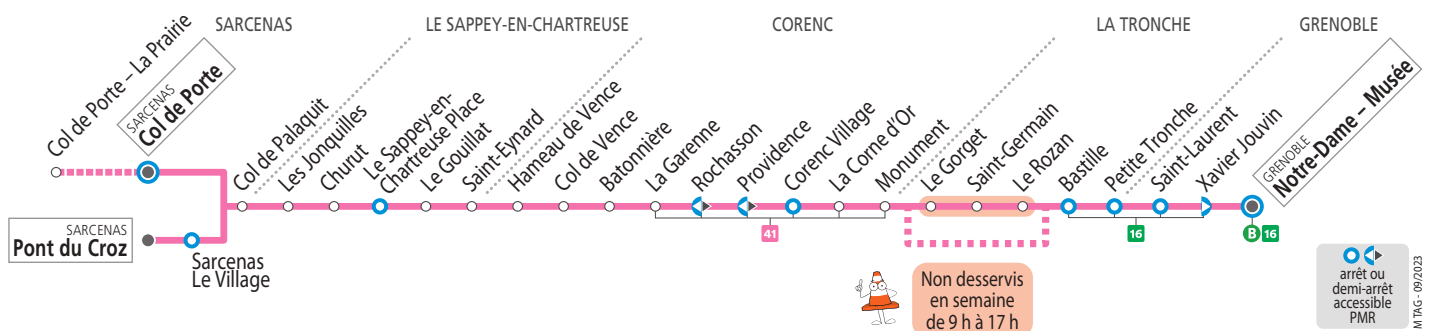 SARCENAS
LE SAPPEY-EN-CHARTREUSE
CORENC
LA TRONCHE
GRENOBLE
Col de Porte – La Prairie
SARCENAS
Col de Porte
SARCENAS
Pont du Croz
Sarcenas
Le Village
Col de Palaquit
Les Jonquilles
Churut
Le Sappey-en-
Chartreuse Place
Le Gouillat
Saint-Eynard
Hameau de Vence
Col de Vence
Batonnière
La Garenne
Rochasson
Providence
Corenc Village
La Corne d'Or
Monument
Le Gorget
Saint-Germain
Le Rozan
Bastille
Petite Tronche
Saint-Laurent
Xavier Jouvin
GRENOBLE
Notre-Dame – Musée
41
16
B 16
Non desservis
en semaine
de 9 h à 17 h
arrêt ou
demi-arrêt
accessible
PMR
M TAG - 09/2023